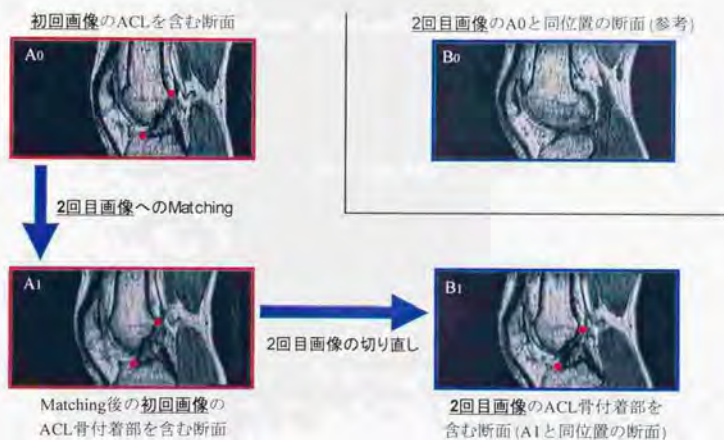 初回画像のACLを含む断面
A0
2回目画像のA0と同位置の断面 (参考)
B0
2回目画像へのMatching
A1
2回目画像の切り直し
B1
Matching後の初回画像の
ACL骨付着部を含む断面
2回目画像のACL骨付着部を
含む断面 (A1と同位置の断面)